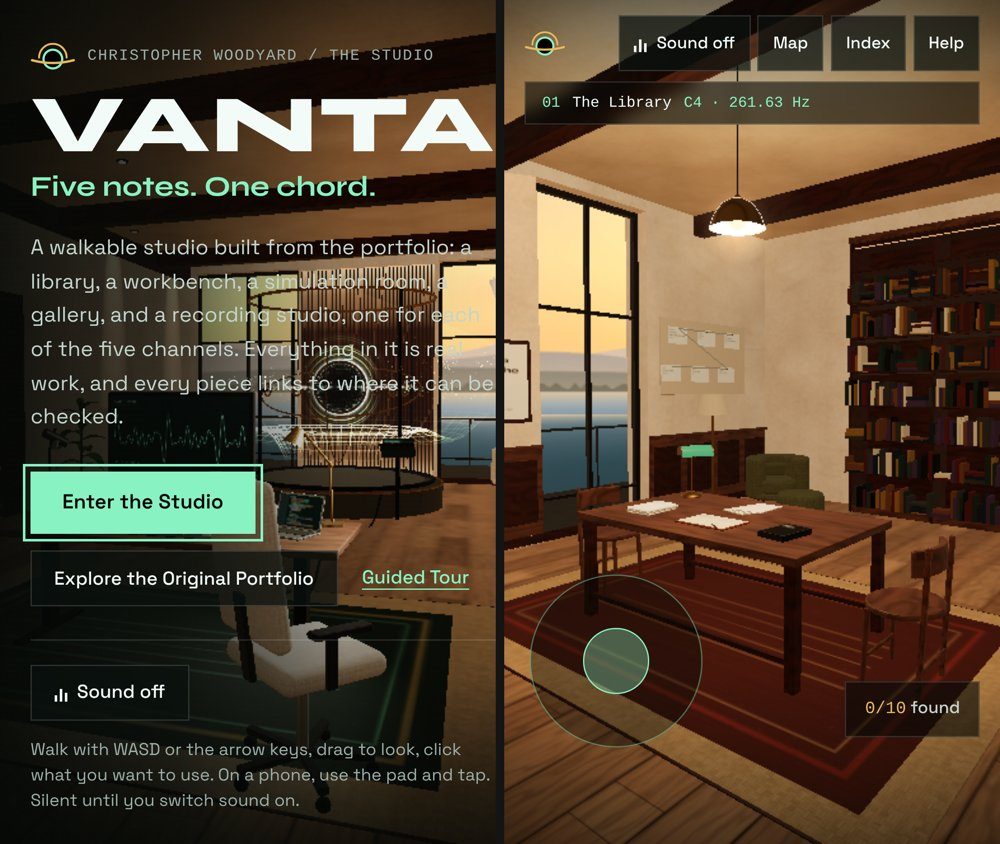 CHRISTOPHER WOODYARD / THE STUDIO
VANTA
Five notes. One chord.
A walkable studio built from the portfolio: a
library, a workbench, a simulation room, a
gallery, and a recording studio, one for each
of the five channels. Everything in it is real
work, and every piece links to where it can be
checked.
Enter the Studio
Explore the Original Portfolio
Guided Tour
Sound off
Walk with WASD or the arrow keys, drag to look, click
what you want to use. On a phone, use the pad and tap.
Silent until you switch sound on.
Sound off
Map
Index
Help
01 The Library C4 · 261.63 Hz
0/10 found